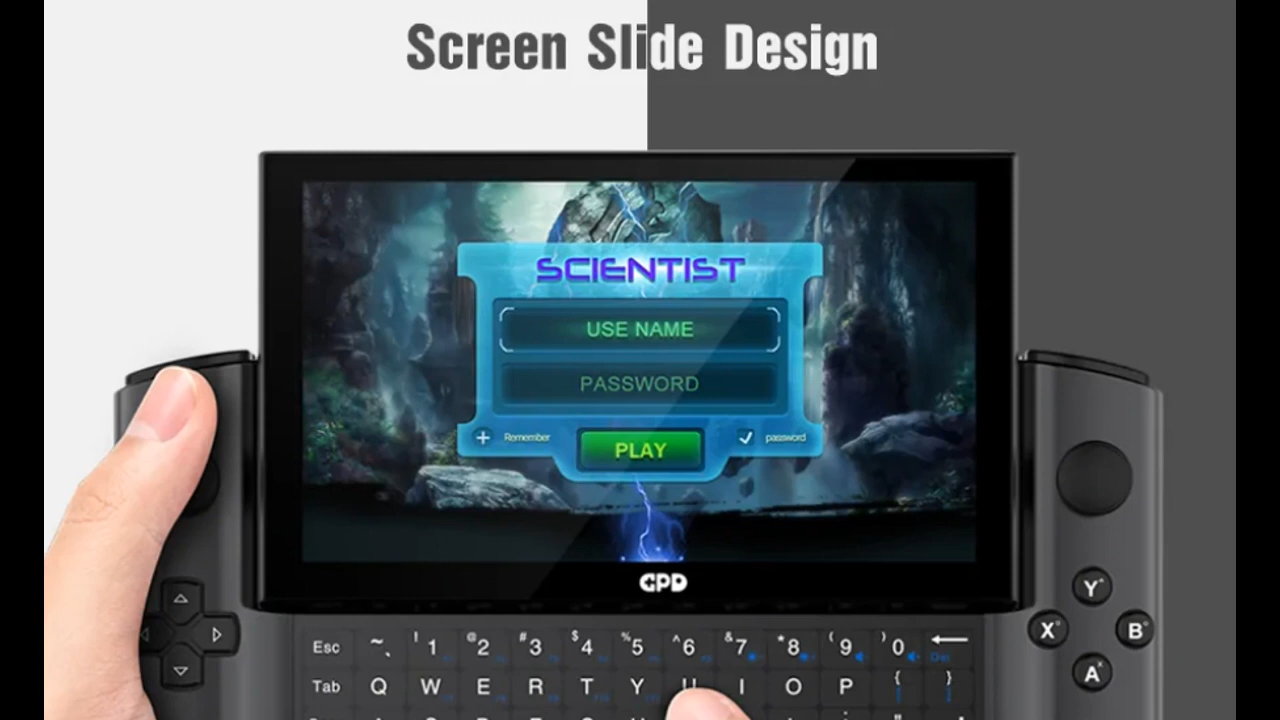 Screen Slide Design
SCIENTIST
USE NAME
PASSWORD
Remember
PLAY
password
GPD
Y
X B
A
Esc ~ ` ! 1 @ 2 # 3 $ 4 % 5 ^ 6 & 7 * 8 ( 9 ) 0
Tab Q W E R T Y U I O P { }